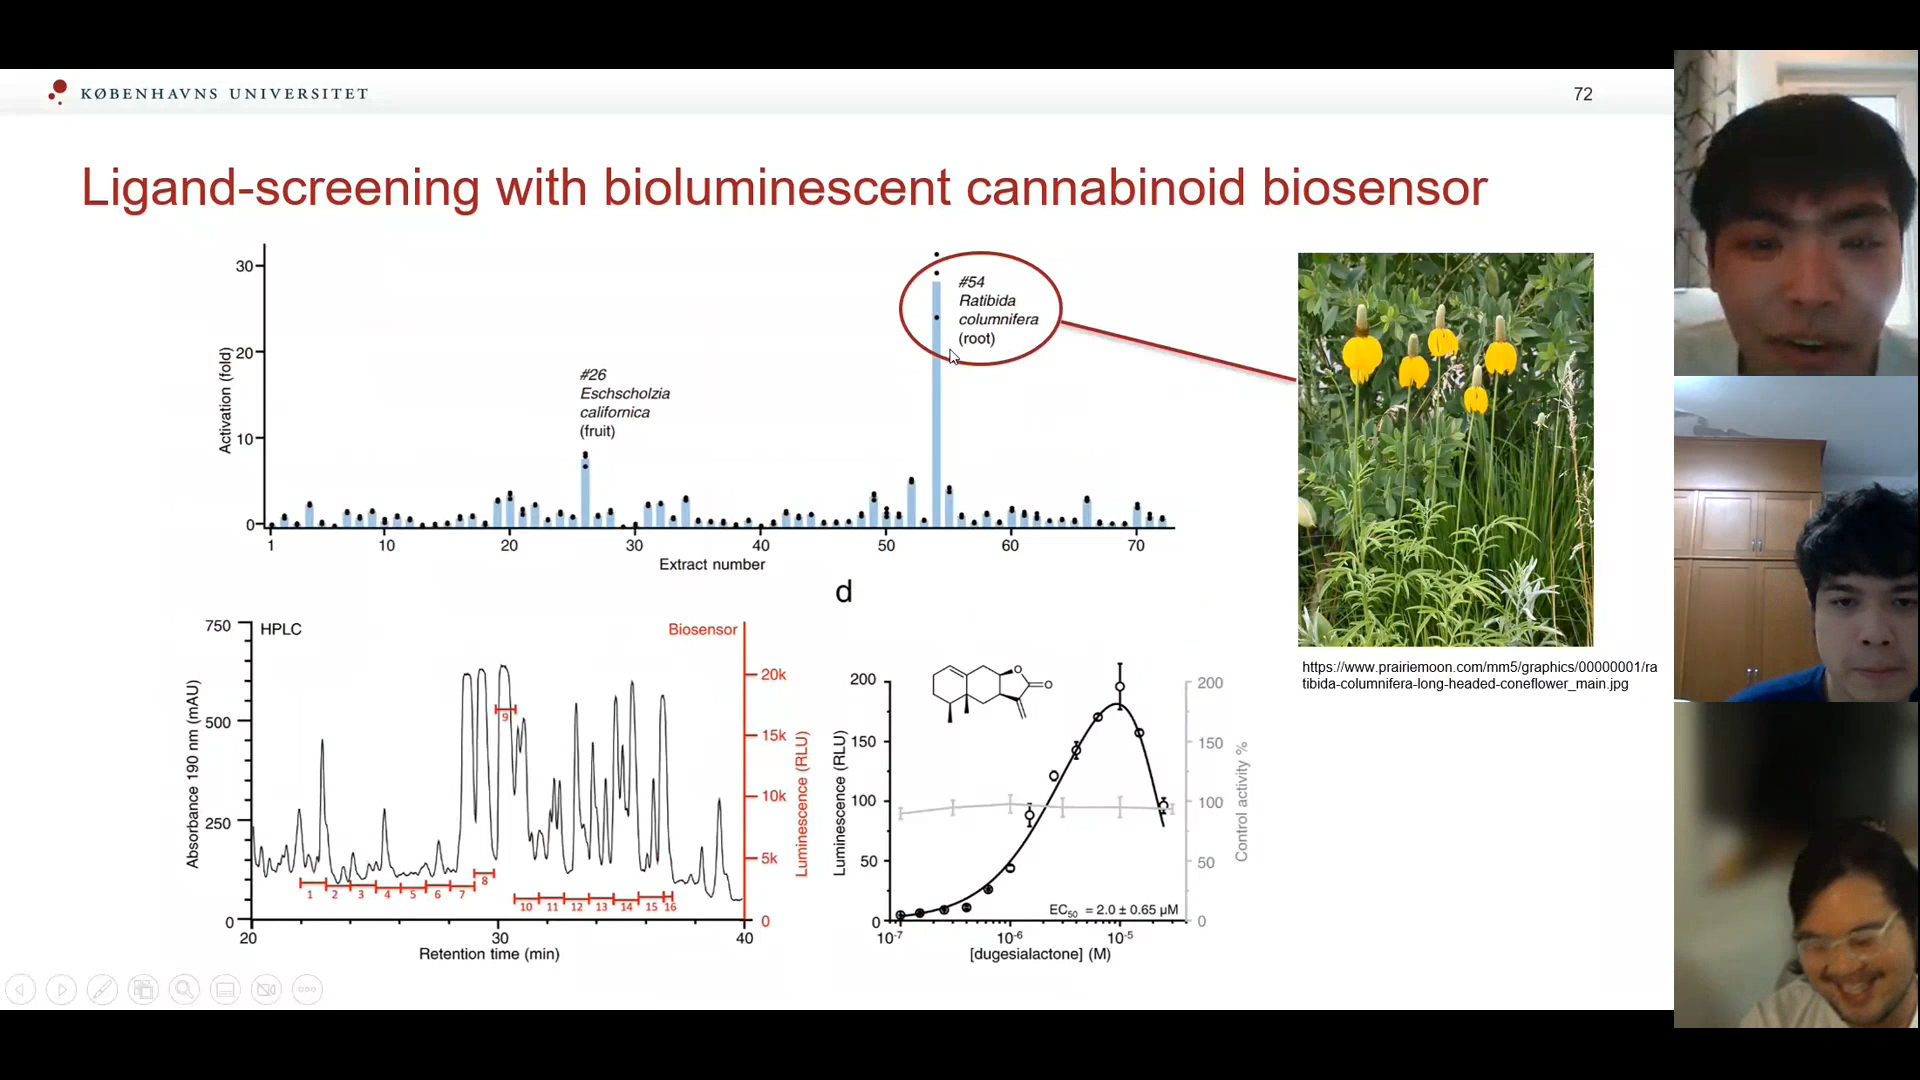 KØBENHAVNS UNIVERSITET
72
Ligand-screening with bioluminescent cannabinoid biosensor
30
20
10
0
Activation (fold)
#26
Eschscholzia
californica
(fruit)
#54
Ratibida
columnifera
(root)
1 10 20 30 40 50 60 70
Extract number
https://www.prairiemoon.com/mm5/graphics/00000001/ra
tibida-columnifera-long-headed-coneflower_main.jpg
750
500
250
0
Absorbance 190 nm (mAU)
HPLC
Biosensor
20k
15k
10k
5k
0
Luminescence (RLU)
9
8
1 2 3 4 5 6 7
10 11 12 13 14 15 16
20 30 40
Retention time (min)
d
200
150
100
50
0
Luminescence (RLU)
O
O
200
150
100
50
0
Control activity %
EC50 = 2.0 ± 0.65 µM
10-7 10-6 10-5
[dugesialactone] (M)